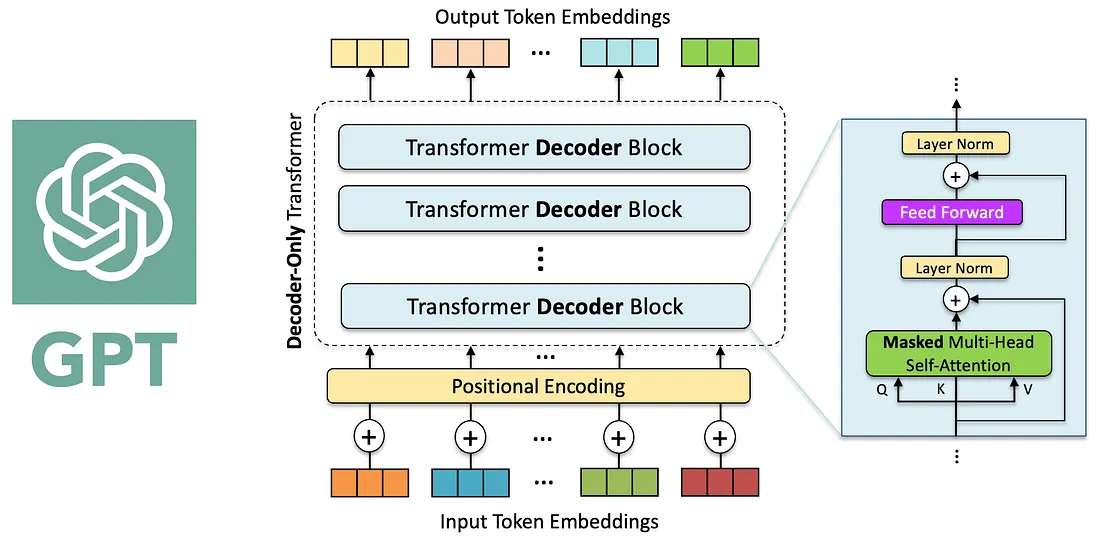 Output Token Embeddings
...
Decoder-Only Transformer
Transformer Decoder Block
Transformer Decoder Block
⋮
Transformer Decoder Block
...
Positional Encoding
...
...
Input Token Embeddings
GPT
⋮
Layer Norm
+
Feed Forward
Layer Norm
+
Masked Multi-Head
Self-Attention
Q K V
⋮
+ + + +